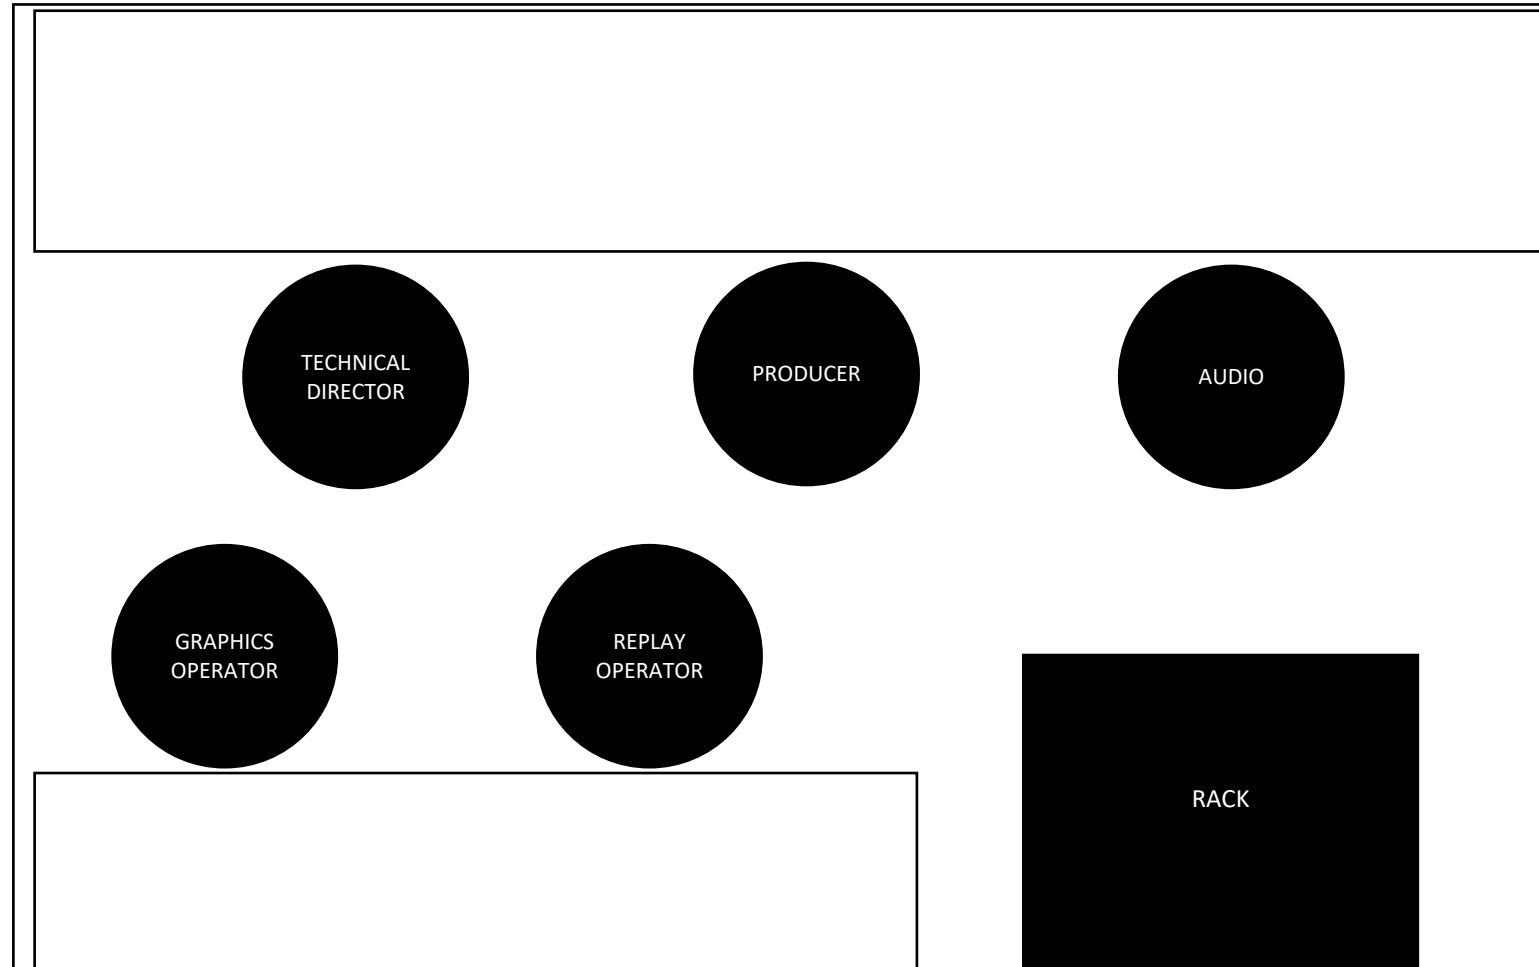 TECHNICAL
DIRECTOR
PRODUCER
AUDIO
GRAPHICS
OPERATOR
REPLAY
OPERATOR
RACK